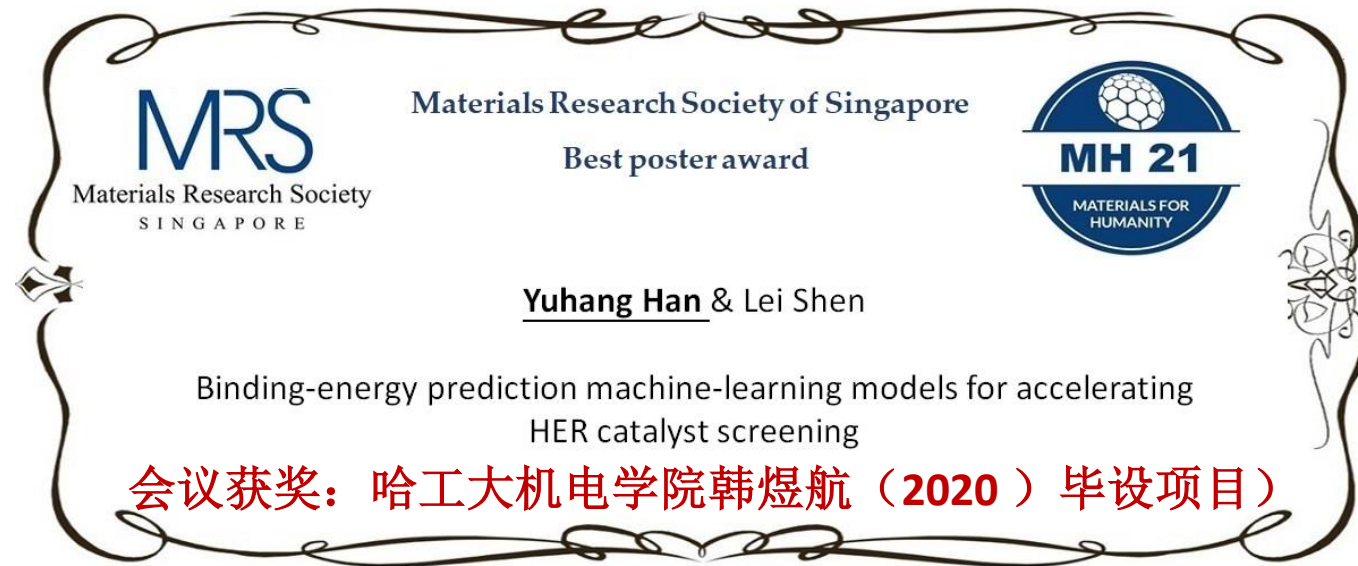 MRS
Materials Research Society
SINGAPORE
Materials Research Society of Singapore
Best poster award
MH 21
MATERIALS FOR
HUMANITY
Yuhang Han & Lei Shen
Binding-energy prediction machine-learning models for accelerating
HER catalyst screening
会议获奖：哈工大机电学院韩煜航（2020 ）毕设项目）